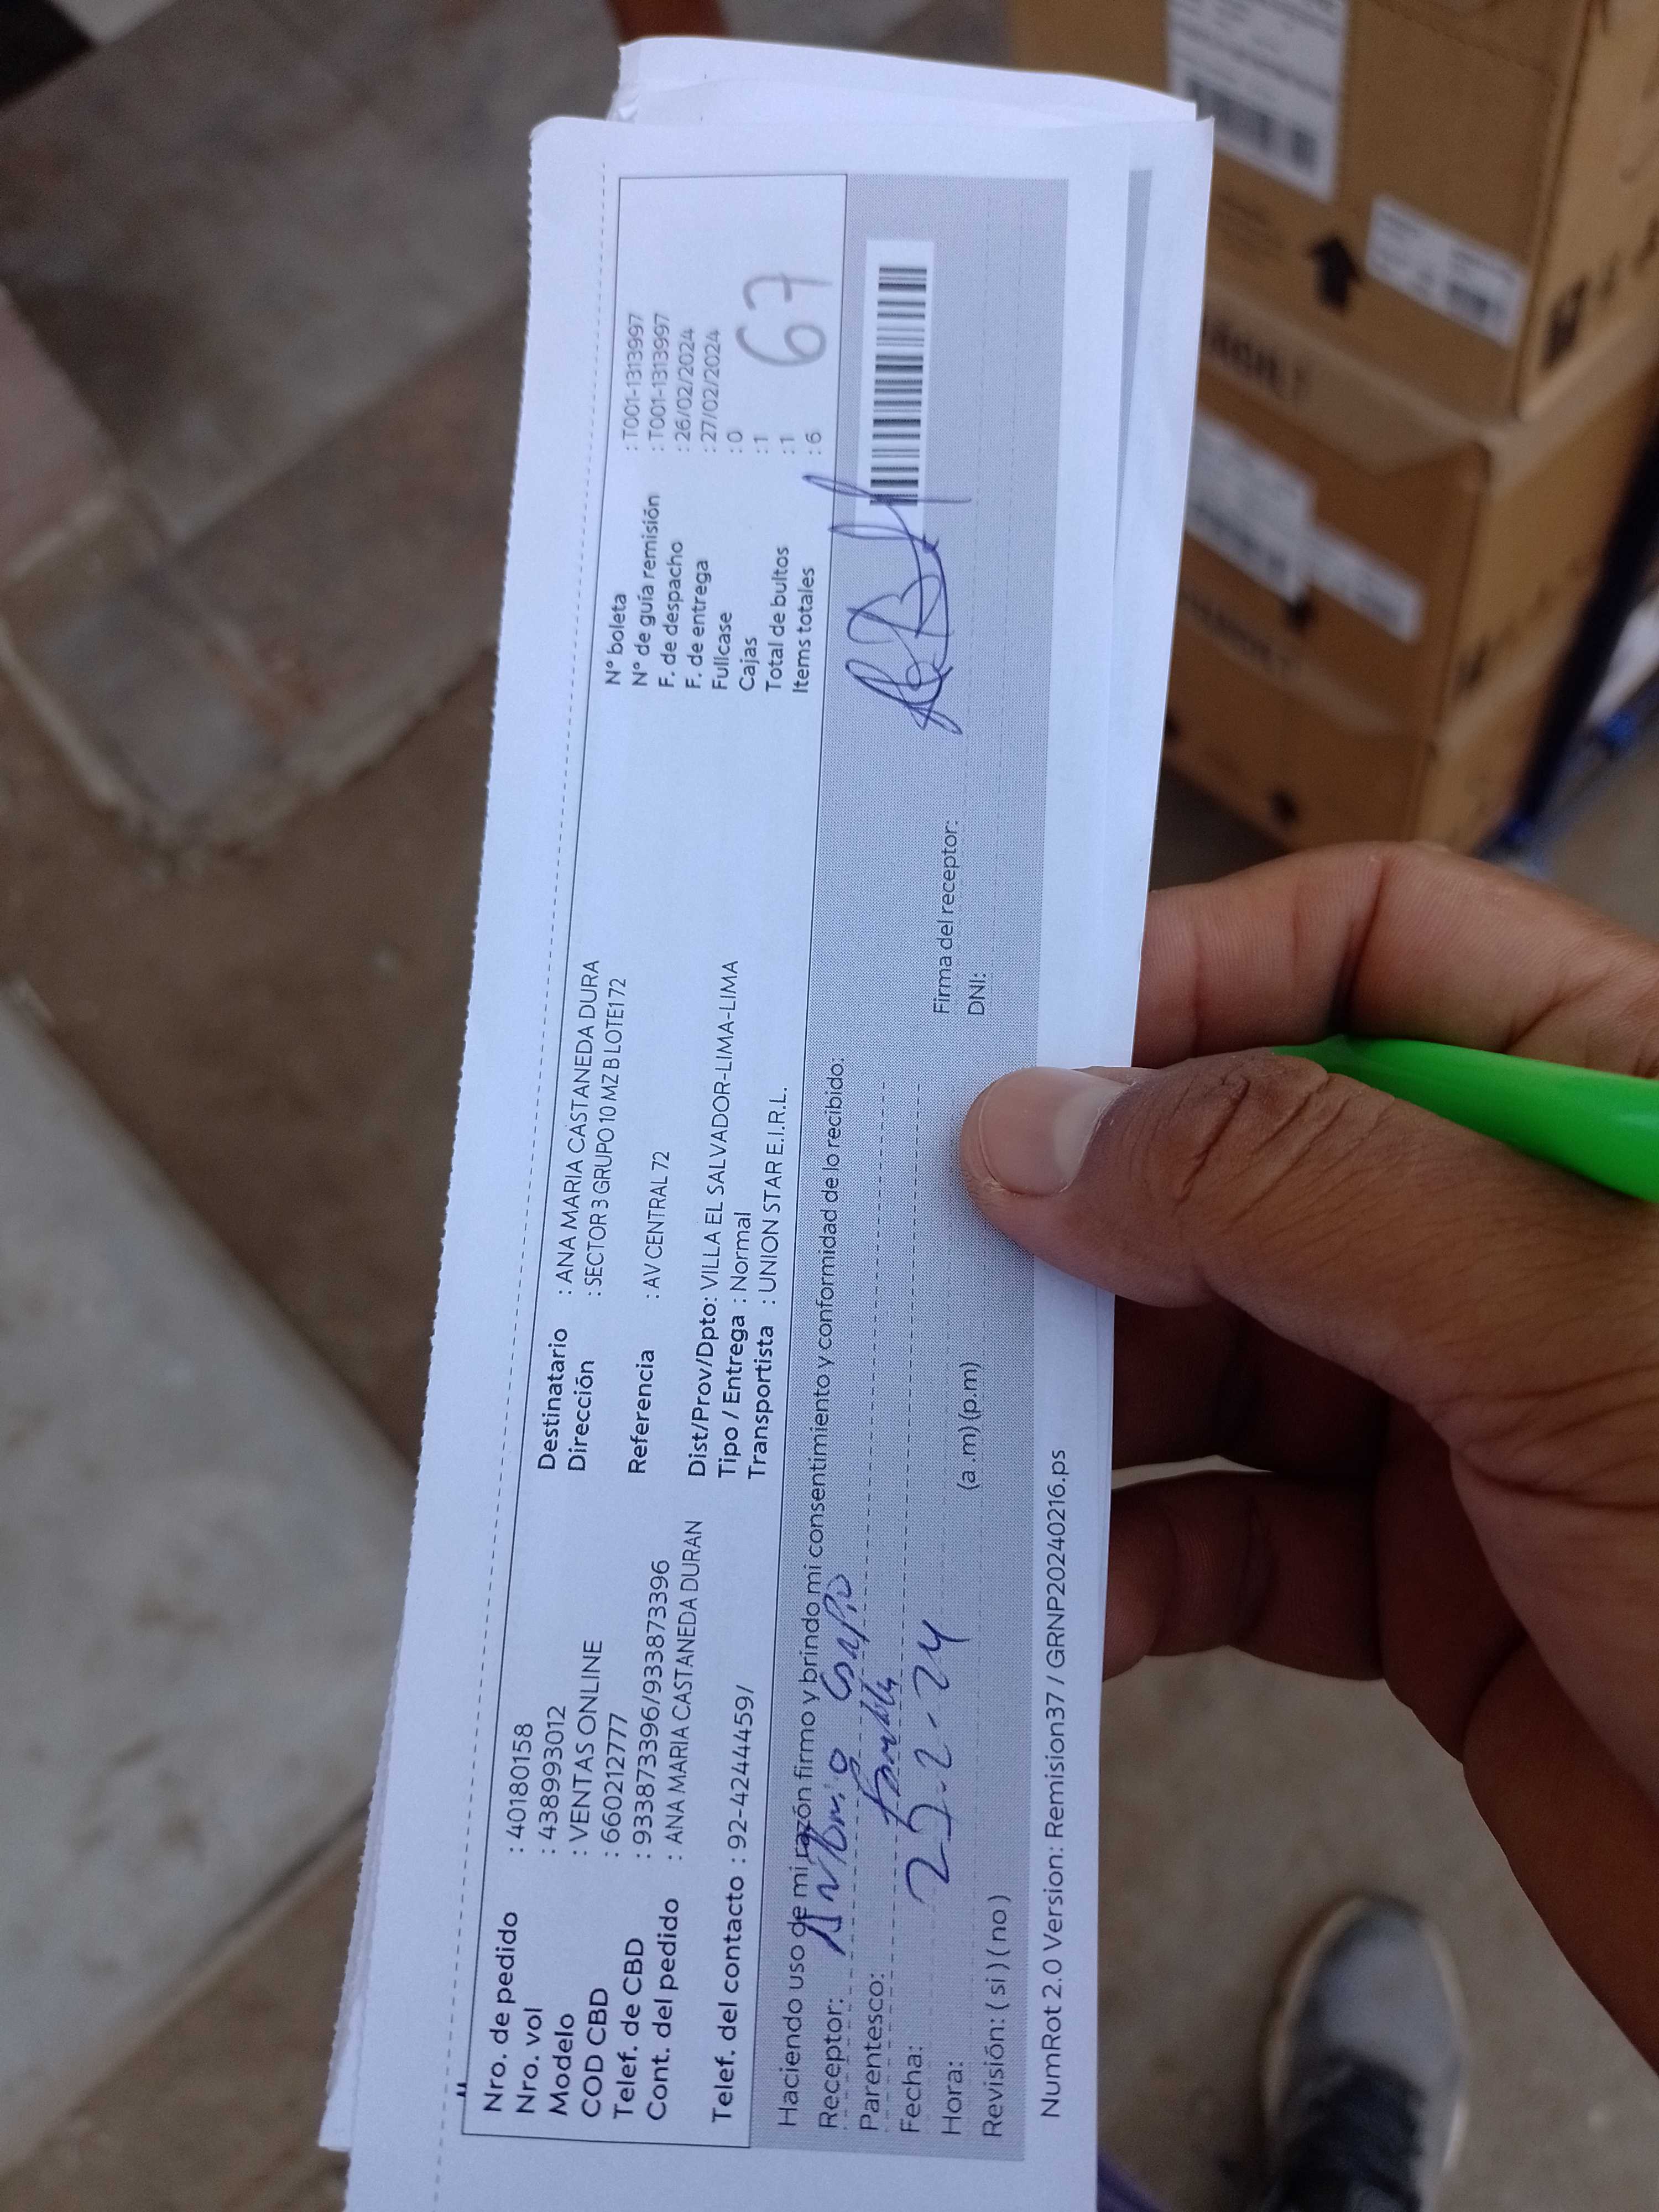 Nro. de pedido : 40180158
Nro. vol : 438993012
Modelo : VENTAS ONLINE
COD CBD : 660212777
Telef. de CBD : 933873396/933873396
Cont. del pedido : ANA MARIA CASTANEDA DURAN
Telef. del contacto : 92-4244459/
Destinatario : ANA MARIA CASTANEDA DURA
Dirección : SECTOR 3 GRUPO 10 MZ B LOTE1 72
Referencia : AV CENTRAL 72
Dist/Prov/Dpto: VILLA EL SALVADOR-LIMA-LIMA
Tipo / Entrega : Normal
Transportista : UNION STAR E.I.R.L.
N° boleta : T001-1313997
N° de guía remisión : T001-1313997
F. de despacho : 26/02/2024
F. de entrega : 27/02/2024
Fullcase : 0
Cajas : 1
Total de bultos : 1
Items totales : 6
67
Haciendo uso de mi razón firmo y brindo mi consentimiento y conformidad de lo recibido:
Receptor:
Parentesco:
Fecha: 25-2-24
Hora: (a .m) (p.m)
Revisión: ( si ) ( no )
Firma del receptor:
DNI:
NumRot 2.0 Version: Remision37 / GRNP20240216.ps